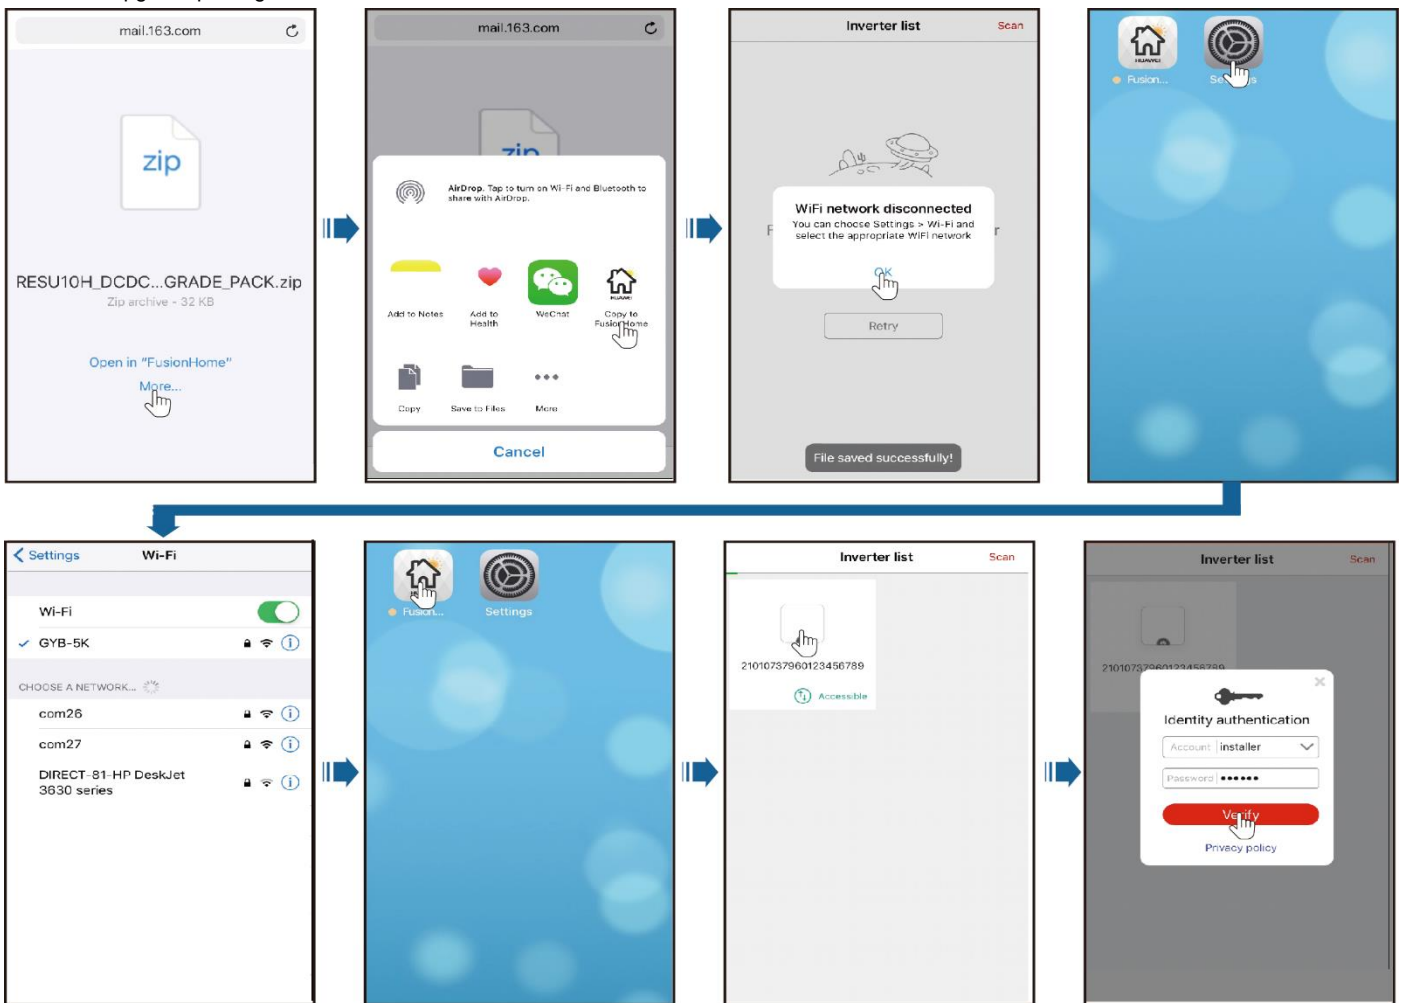 mail.163.com
zip
RESU10H_DCDC...GRADE_PACK.zip
Zip archive - 32 KB
Open in "FusionHome"
More...
mail.163.com
zip
AirDrop. Tap to turn on Wi-Fi and Bluetooth to
share with AirDrop.
Add to Notes
Add to
Health
WeChat
HUAWEI
Copy to
FusionHome
Copy
Save to Files
More
Cancel
Inverter list
Scan
WiFi network disconnected
You can choose Settings > Wi-Fi and
select the appropriate WiFi network
OK
Retry
File saved successfully!
HUAWEI
Fusion...
Settings
Settings
Wi-Fi
Wi-Fi
GYB-5K
CHOOSE A NETWORK...
com26
com27
DIRECT-81-HP DeskJet
3630 series
Fusion...
Settings
Inverter list
Scan
21010737960123456789
Accessible
Inverter list
Scan
21010737960123456789
Identity authentication
Account installer
Password ••••••
Verify
Privacy policy